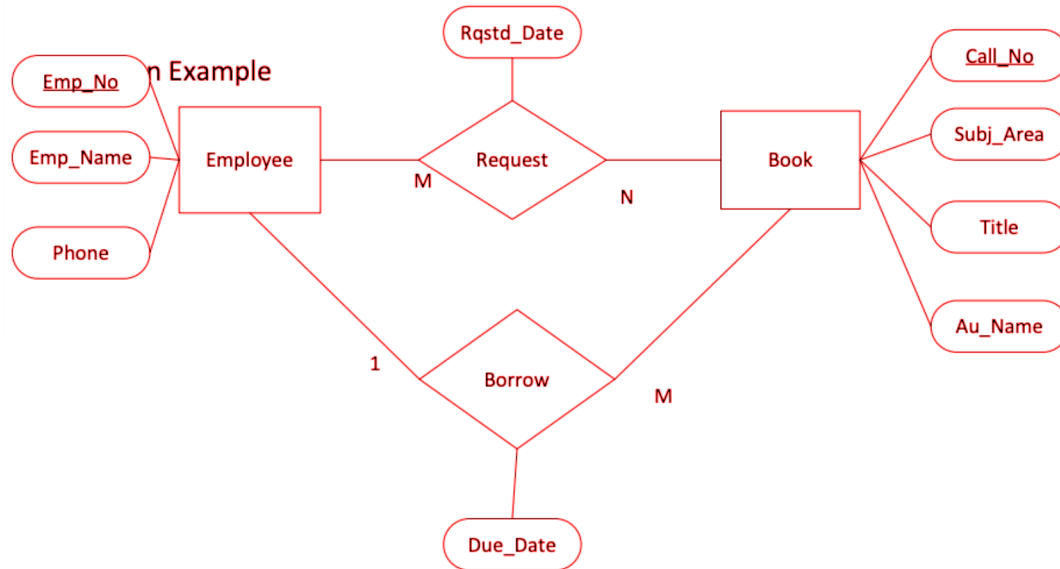 Rqstd_Date
n Example
Emp_No
Call_No
Emp_Name
Employee
Request
Book
Subj_Area
M
N
Phone
Title
Au_Name
1
Borrow
M
Due_Date